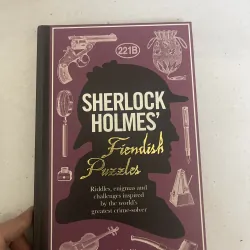 221B
SHERLOCK
HOLMES'
Fiendish
Puzzles
Riddles, enigmas and
challenges inspired
by the world's
greatest crime-solver